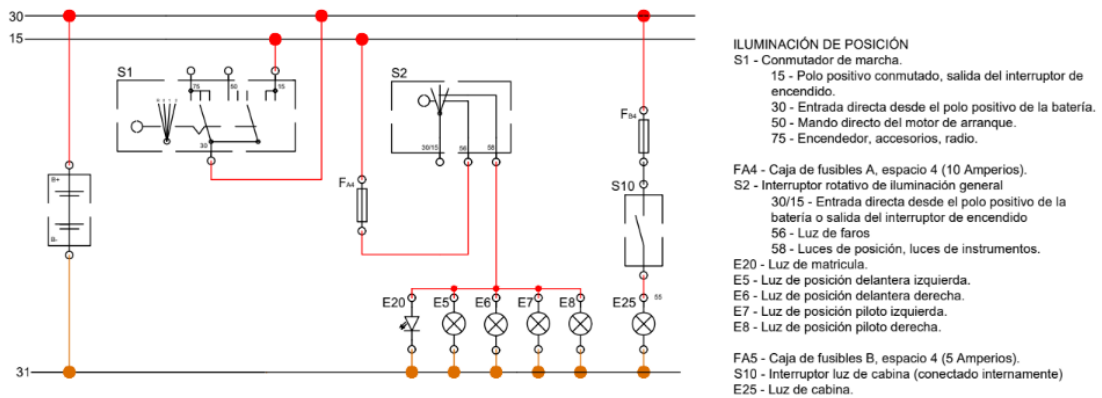 30
15
S1
75
50
15
30
S2
30/15
56
58
FA4
FB4
S10
B+
B-
E20
E5
E6
E7
E8
E25
55
31
ILUMINACIÓN DE POSICIÓN
S1 - Conmutador de marcha.
15 - Polo positivo conmutado, salida del interruptor de
encendido.
30 - Entrada directa desde el polo positivo de la batería.
50 - Mando directo del motor de arranque.
75 - Encendedor, accesorios, radio.
FA4 - Caja de fusibles A, espacio 4 (10 Amperios).
S2 - Interruptor rotativo de iluminación general
30/15 - Entrada directa desde el polo positivo de la
batería o salida del interruptor de encendido
56 - Luz de faros
58 - Luces de posición, luces de instrumentos.
E20 - Luz de matricula.
E5 - Luz de posición delantera izquierda.
E6 - Luz de posición delantera derecha.
E7 - Luz de posición piloto izquierda.
E8 - Luz de posición piloto derecha.
FA5 - Caja de fusibles B, espacio 4 (5 Amperios).
S10 - Interruptor luz de cabina (conectado internamente)
E25 - Luz de cabina.